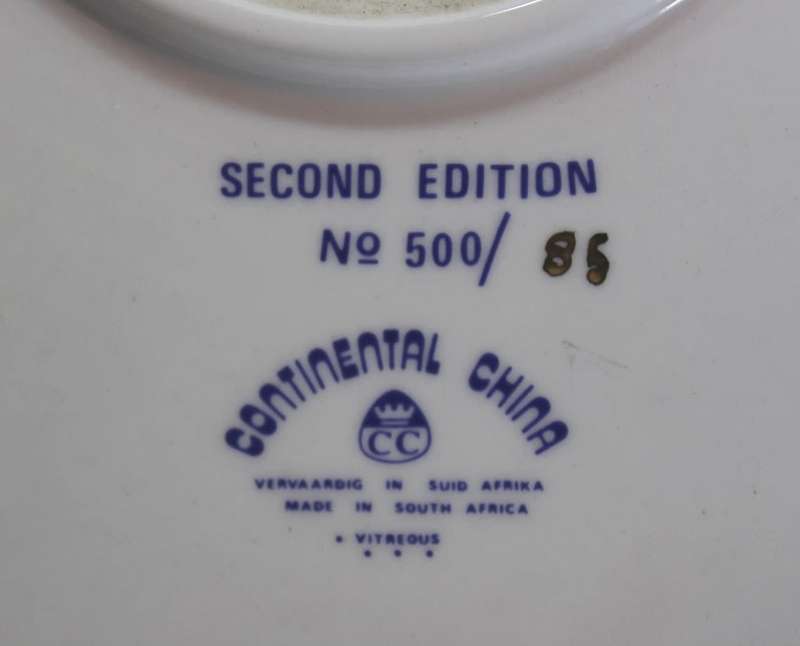 SECOND EDITION
No 500/ 85
CONTINENTAL CHINA
CC
VERVAARDIG IN SUID AFRIKA
MADE IN SOUTH AFRICA
• VITREOUS
• • •